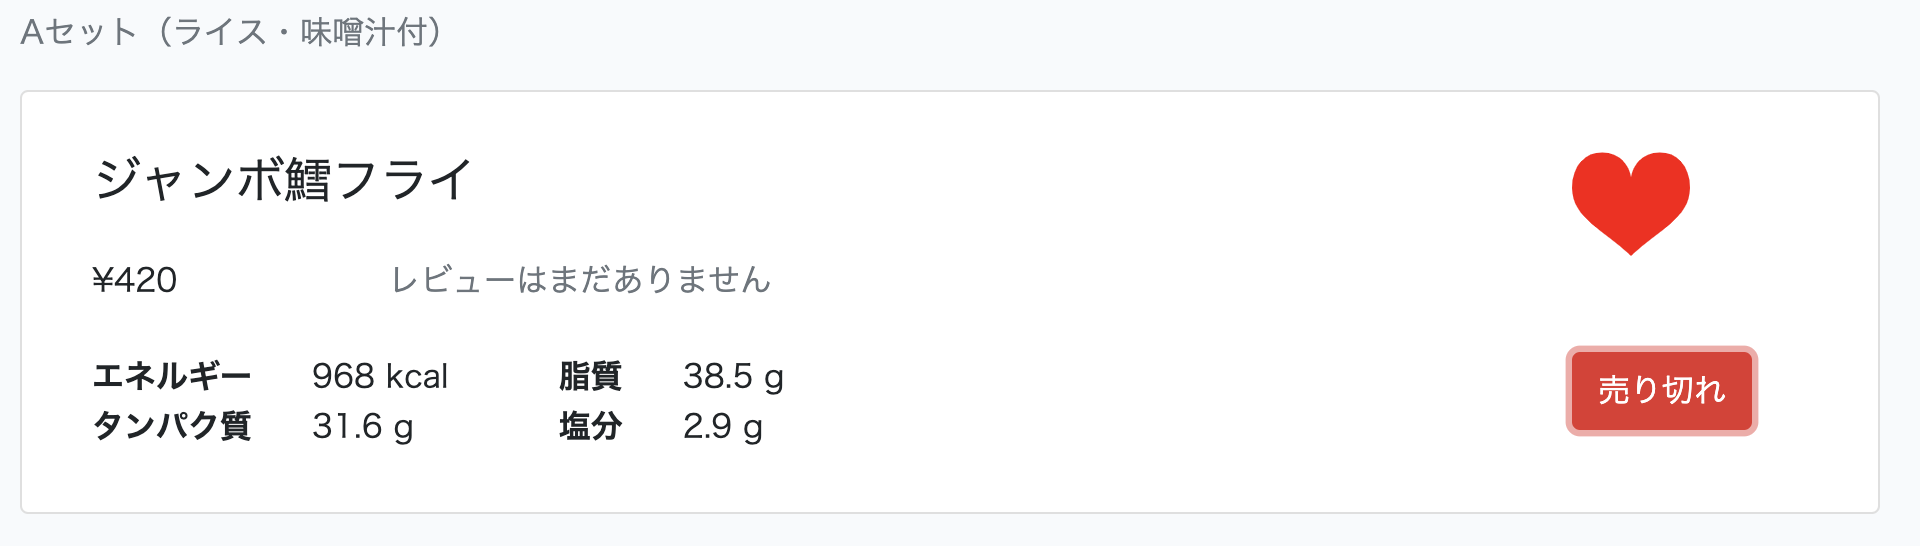 Aセット（ライス・味噌汁付）
ジャンボ鱈フライ
¥420 レビューはまだありません
エネルギー 968 kcal 脂質 38.5 g
タンパク質 31.6 g 塩分 2.9 g
売り切れ